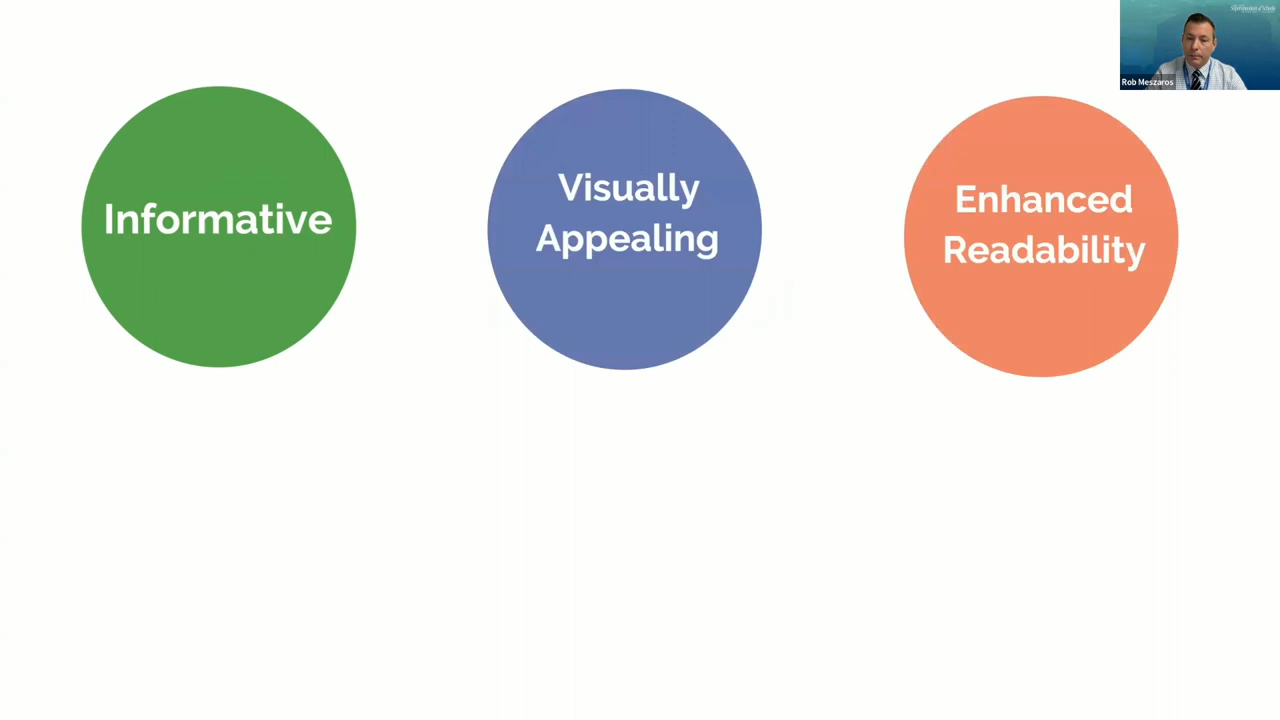 Informative
Visually
Appealing
Enhanced
Readability
Rob Meszaros